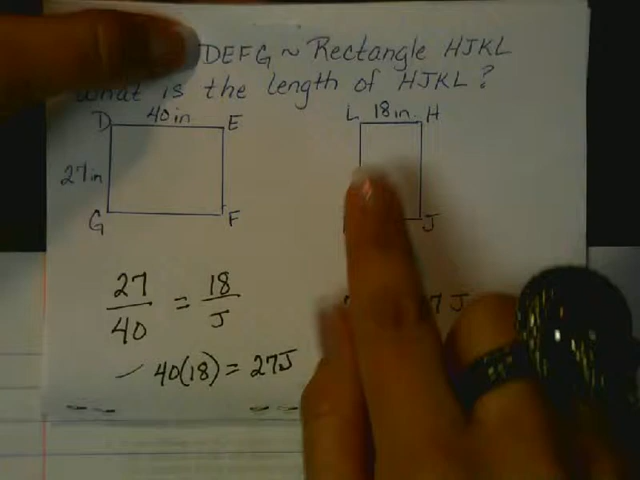 DEFG ~ Rectangle HJKL
What is the length of HJKL?
D 40 in E
L 18 in. H
27 in
G F
J
27/40 = 18/J
40(18) = 27J
7 J